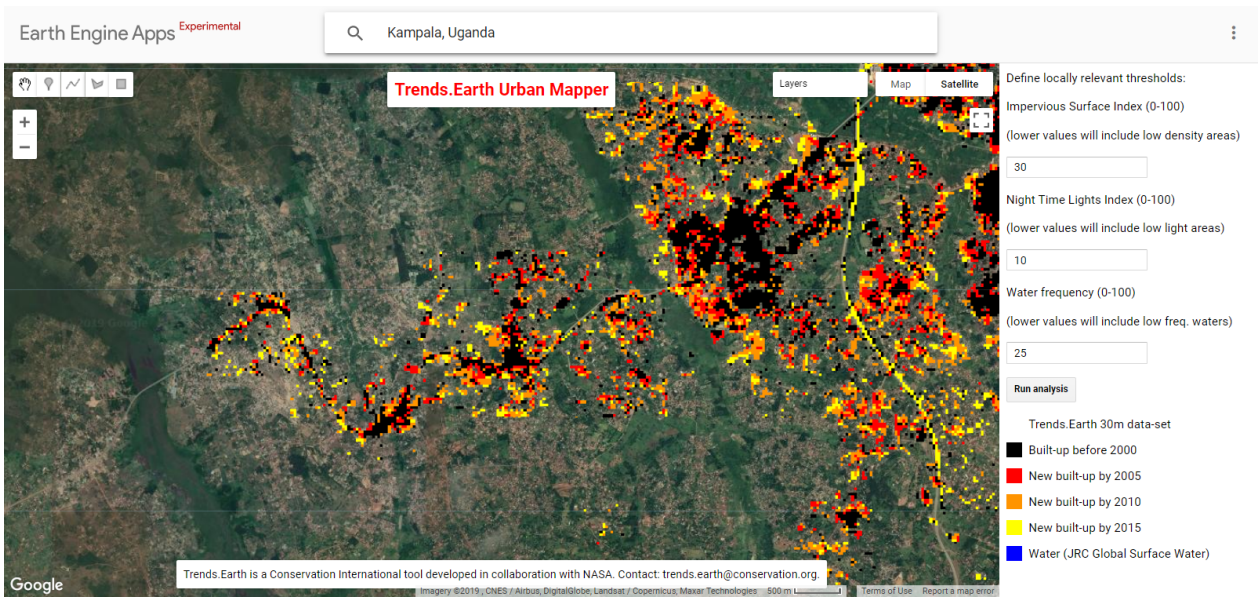 Earth Engine Apps Experimental
Kampala, Uganda
Trends.Earth Urban Mapper
Layers
Map
Satellite
+
−
Define locally relevant thresholds:
Impervious Surface Index (0-100)
(lower values will include low density areas)
30
Night Time Lights Index (0-100)
(lower values will include low light areas)
10
Water frequency (0-100)
(lower values will include low freq. waters)
25
Run analysis
Trends.Earth 30m data-set
Built-up before 2000
New built-up by 2005
New built-up by 2010
New built-up by 2015
Water (JRC Global Surface Water)
Trends.Earth is a Conservation International tool developed in collaboration with NASA. Contact: trends.earth@conservation.org.
Google
Imagery ©2019 , CNES / Airbus, DigitalGlobe, Landsat / Copernicus, Maxar Technologies
500 m
Terms of Use
Report a map error